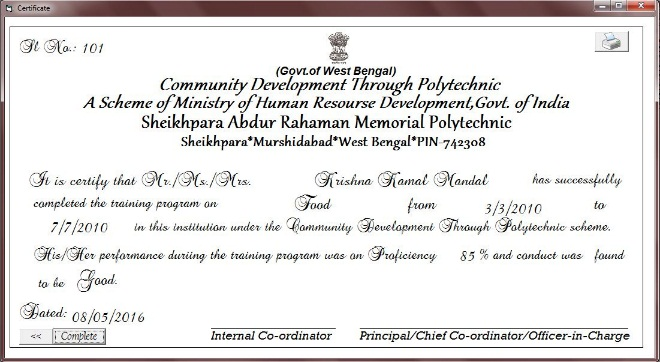 Certificate
Sl No.: 101
(Govt.of West Bengal)
Community Development Through Polytechnic
A Scheme of Ministry of Human Resourse Development,Govt. of India
Sheikhpara Abdur Rahaman Memorial Polytechnic
Sheikhpara*Murshidabad*West Bengal*PIN-742308
It is certify that Mr./Ms./Mrs. Krishna Kamal Mandal has successfully
completed the training program on Food from 3/3/2010 to
7/7/2010 in this institution under the Community Development Through Polytechnic scheme.
His/Her performance duriing the training program was on Proficiency 85 % and conduct was found
to be Good.
Dated: 08/05/2016
<< Complete
Internal Co-ordinator Principal/Chief Co-ordinator/Officer-in-Charge